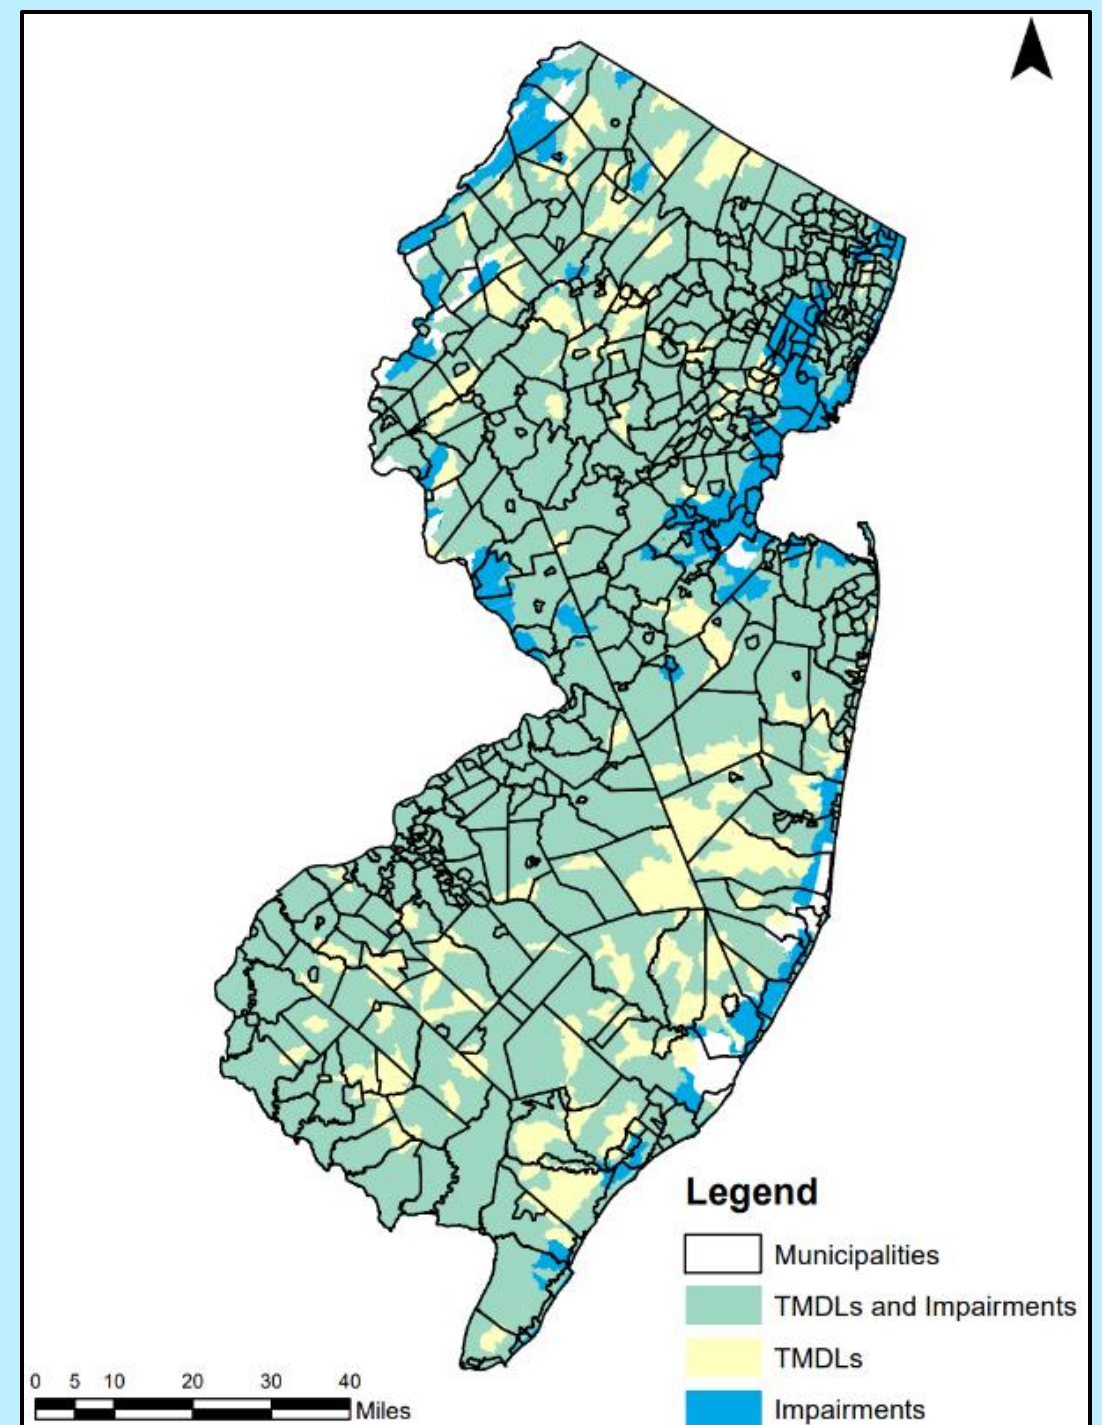 Legend
Municipalities
TMDLs and Impairments
TMDLs
Impairments
0 5 10 20 30 40
Miles